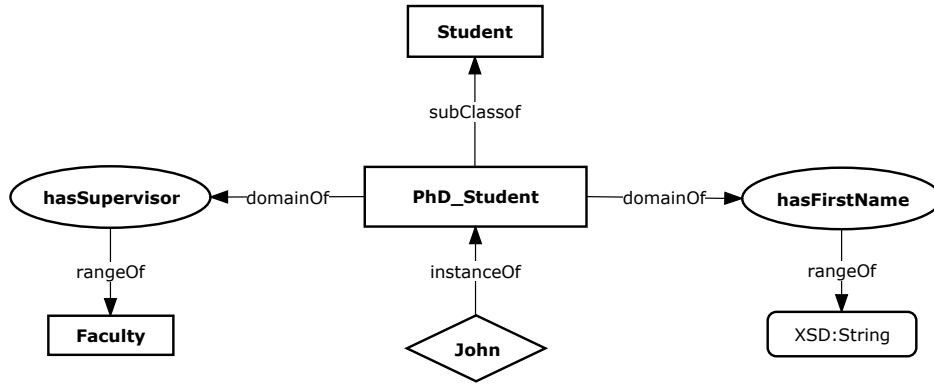 Student
subClassof
hasSupervisor
domainOf
PhD_Student
domainOf
hasFirstName
rangeOf
instanceOf
rangeOf
Faculty
John
XSD:String